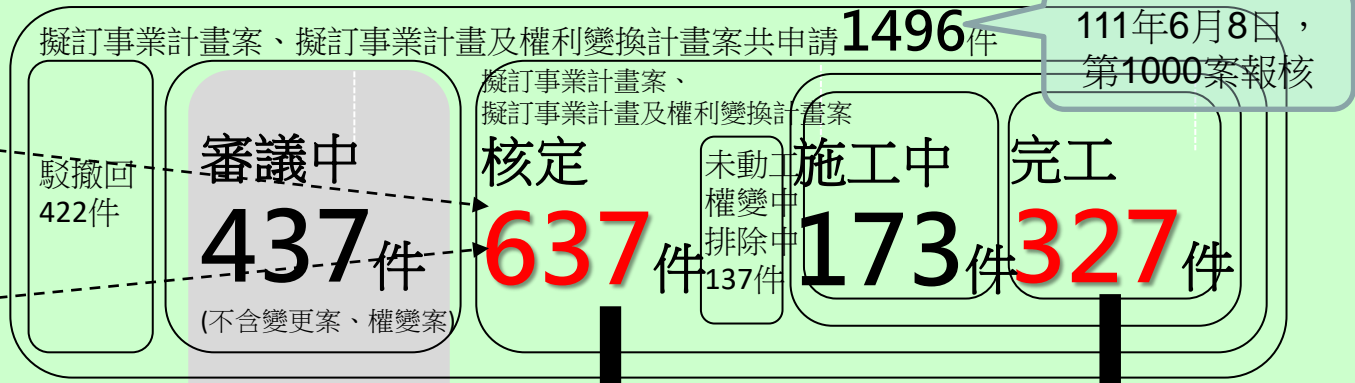 擬訂事業計畫案、擬訂事業計畫及權利變換計畫案共申請1496件
111年6月8日，
第1000案報核
駁撤回
422件
審議中
437件
(不含變更案、權變案)
擬訂事業計畫案、
擬訂事業計畫及權利變換計畫案
核定
637件
未動工
權變中
排除中
137件
施工中
173件
完工
327件